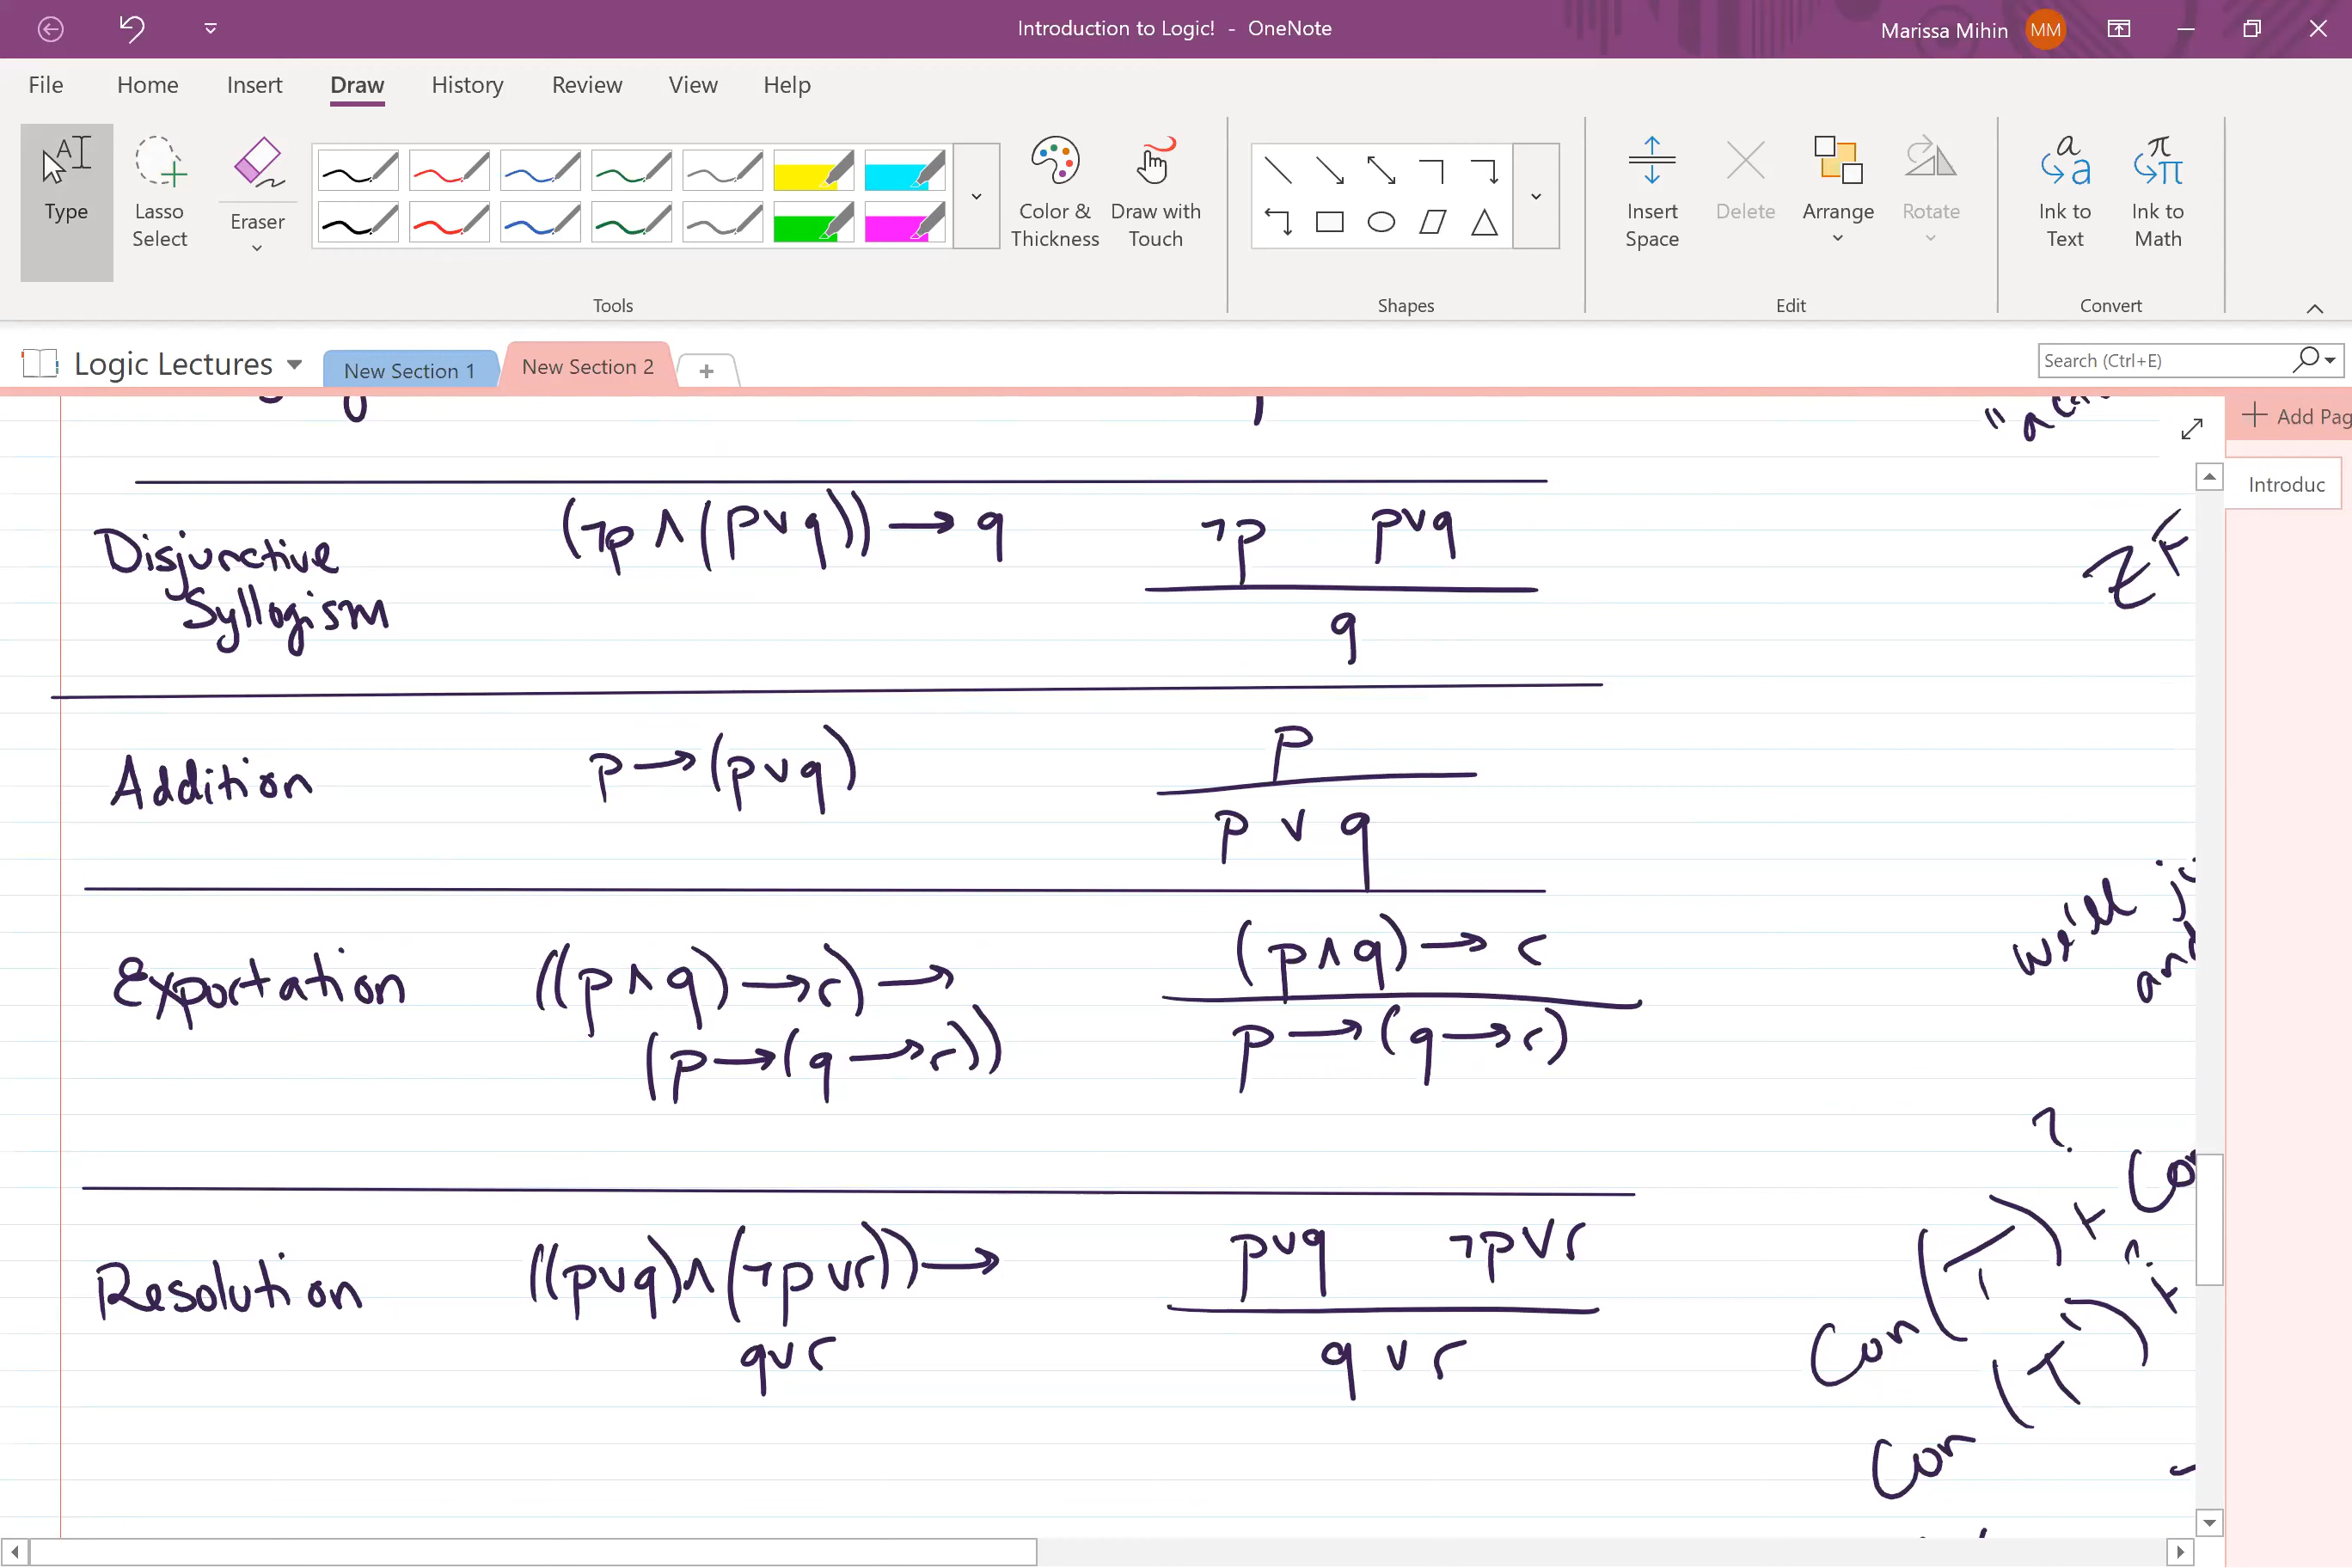 Introduction to Logic! - OneNote
Marissa Mihin MM
File Home Insert Draw History Review View Help
Type
Lasso Select
Eraser
Color & Thickness
Draw with Touch
Insert Space
Delete
Arrange
Rotate
Ink to Text
Ink to Math
Tools Shapes Edit Convert
Logic Lectures New Section 1 New Section 2 +
Search (Ctrl+E)
Add Pag
Introduc
Disjunctive Syllogism
(¬p ∧ (p ∨ q)) → q
¬p p∨q
q
Z+
Addition
p → (p ∨ q)
p
p ∨ q
Exportation
((p ∧ q) → r) →
(p → (q → r))
(p ∧ q) → r
p → (q → r)
we'll
Resolution
((p∨q) ∧ (¬p ∨ r)) →
q∨r
p∨q ¬p∨r
q ∨ r
?
Con(T) +
Con(T) +